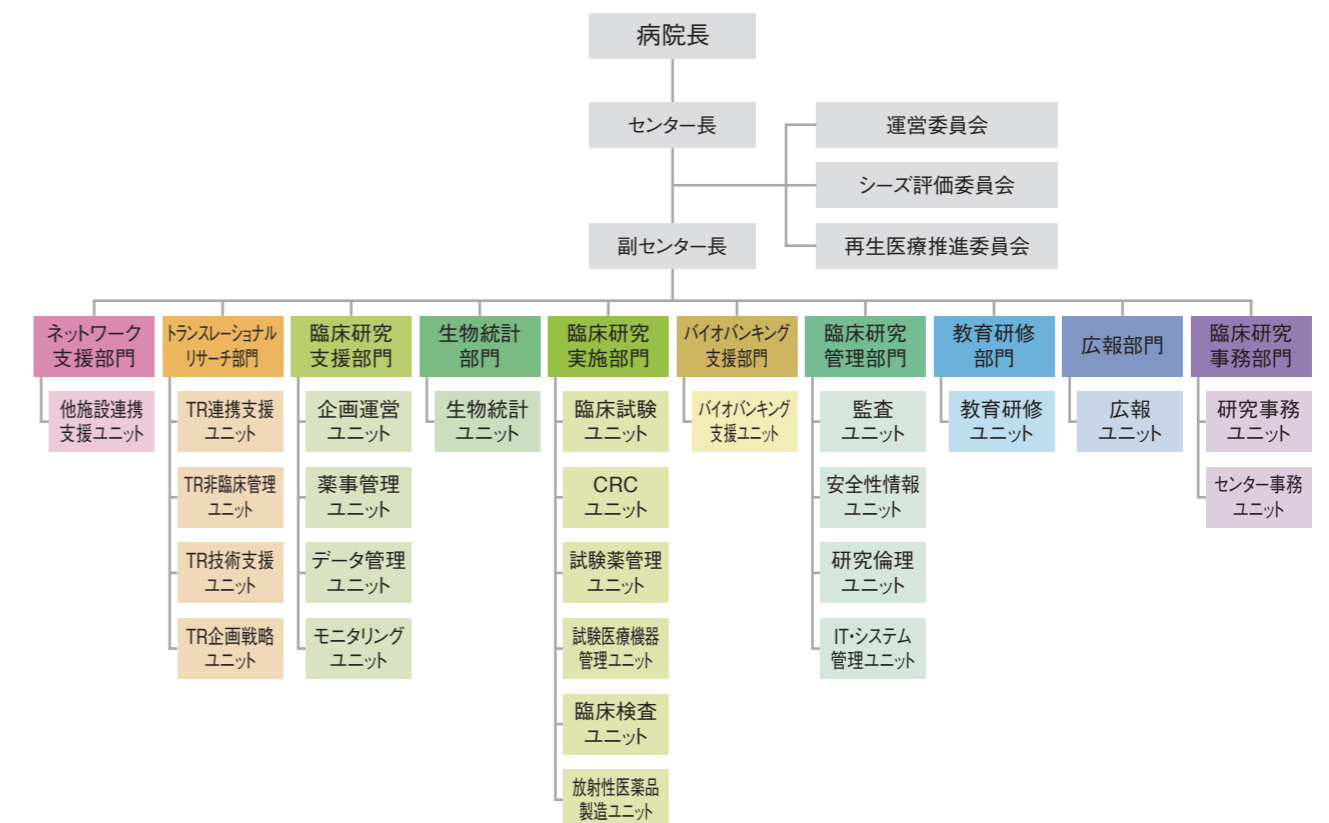 病院長
センター長
運営委員会
シーズ評価委員会
副センター長
再生医療推進委員会
ネットワーク
支援部門
他施設連携
支援ユニット
トランスレーショナル
リサーチ部門
TR連携支援
ユニット
TR非臨床管理
ユニット
TR技術支援
ユニット
TR企画戦略
ユニット
臨床研究
支援部門
企画運営
ユニット
薬事管理
ユニット
データ管理
ユニット
モニタリング
ユニット
生物統計
部門
生物統計
ユニット
臨床研究
実施部門
臨床試験
ユニット
CRC
ユニット
試験薬管理
ユニット
試験医療機器
管理ユニット
臨床検査
ユニット
放射性医薬品
製造ユニット
バイオバンキング
支援部門
バイオバンキング
支援ユニット
臨床研究
管理部門
監査
ユニット
安全性情報
ユニット
研究倫理
ユニット
IT・システム
管理ユニット
教育研修
部門
教育研修
ユニット
広報部門
広報
ユニット
臨床研究
事務部門
研究事務
ユニット
センター事務
ユニット